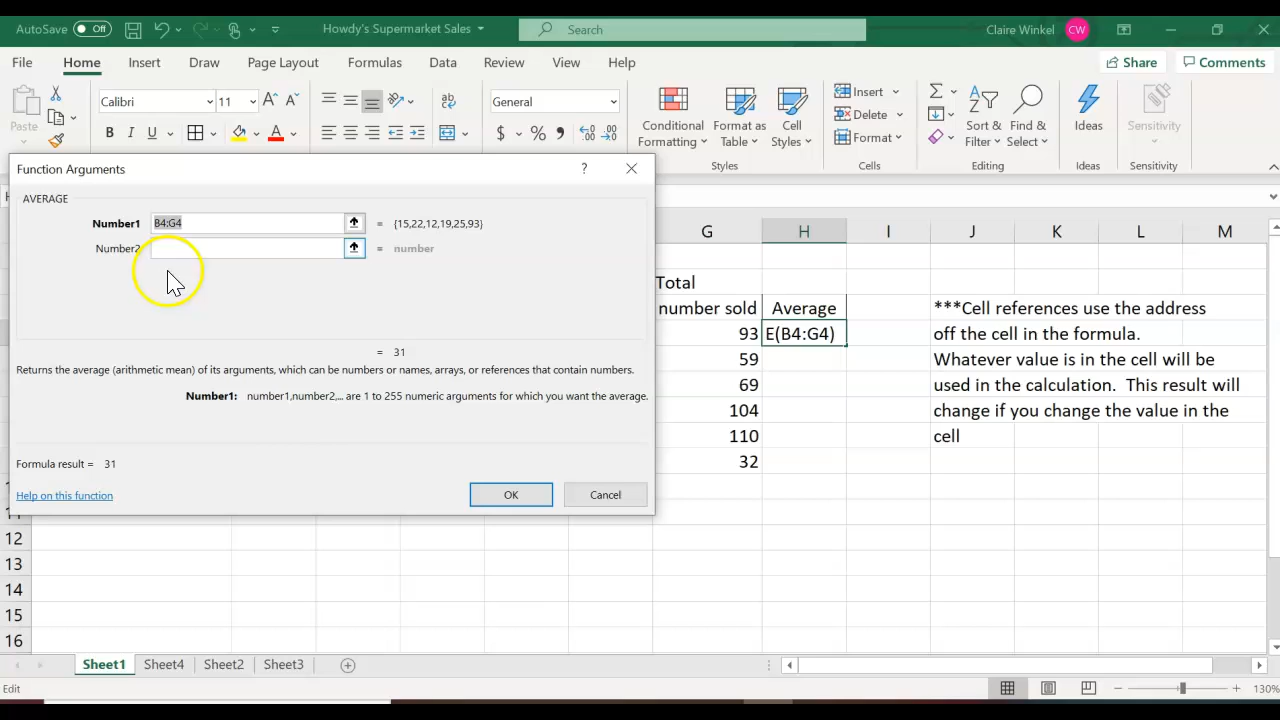 AutoSave Off Howdy's Supermarket Sales Search Claire Winkel CW
File Home Insert Draw Page Layout Formulas Data Review View Help Share Comments
Paste Calibri 11 A A ab General Conditional Formatting Format as Table Cell Styles Insert Delete Format Sort & Filter Find & Select Ideas Sensitivity
B I U A $ % 9 .00 .00
Styles Cells Editing Ideas Sensitivity
Function Arguments ?
AVERAGE
Number1 B4:G4 = {15,22,12,19,25,93}
Number2 = number
= 31
Returns the average (arithmetic mean) of its arguments, which can be numbers or names, arrays, or references that contain numbers.
Number1: number1,number2,... are 1 to 255 numeric arguments for which you want the average.
Formula result = 31
Help on this function OK Cancel
G H I J K L M
Total
number sold Average ***Cell references use the address
93 E(B4:G4) off the cell in the formula.
59 Whatever value is in the cell will be
69 used in the calculation. This result will
104 change if you change the value in the
110 cell
32
12
13
14
15
16
Sheet1 Sheet4 Sheet2 Sheet3
Edit 130%